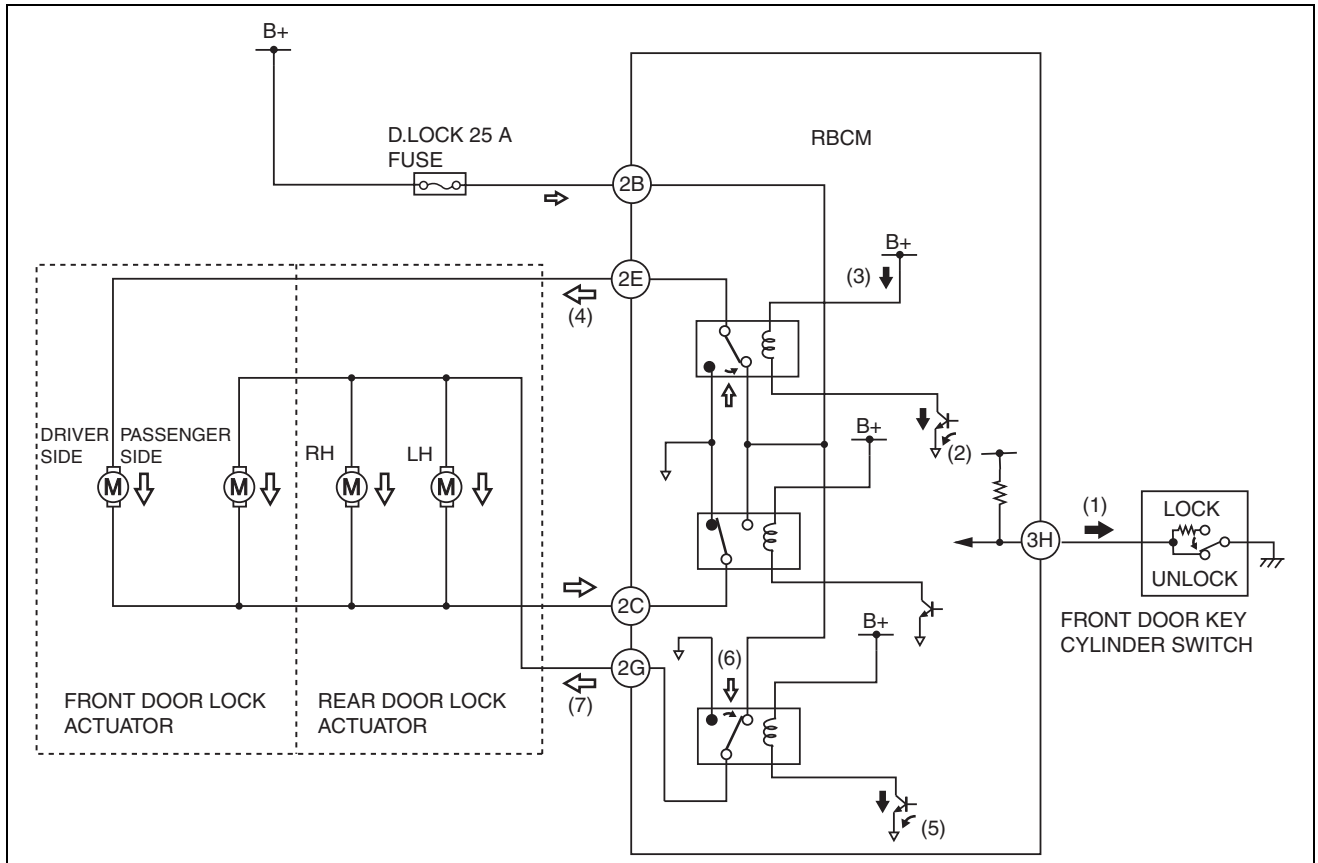 B+
D.LOCK 25 A
FUSE
RBCM
2B
B+
(3)
2E
(4)
B+
(2)
DRIVER
SIDE
PASSENGER
SIDE
RH
LH
M
M
M
M
(1)
LOCK
3H
UNLOCK
FRONT DOOR KEY
CYLINDER SWITCH
2C
B+
2G
(6)
(7)
FRONT DOOR LOCK
ACTUATOR
REAR DOOR LOCK
ACTUATOR
(5)